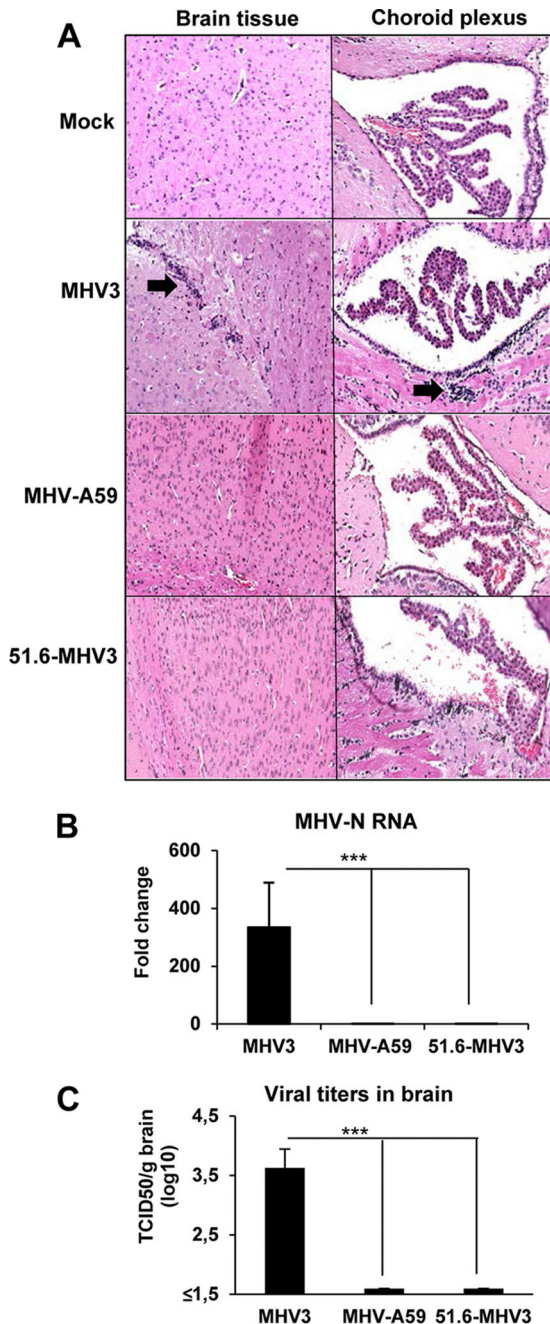 A
Brain tissue Choroid plexus
Mock
MHV3
MHV-A59
51.6-MHV3
B
MHV-N RNA
***
Fold change
600
400
200
0
MHV3 MHV-A59 51.6-MHV3
C
Viral titers in brain
***
TCID50/g brain
(log10)
4,5
3,5
2,5
≤1,5
MHV3 MHV-A59 51.6-MHV3